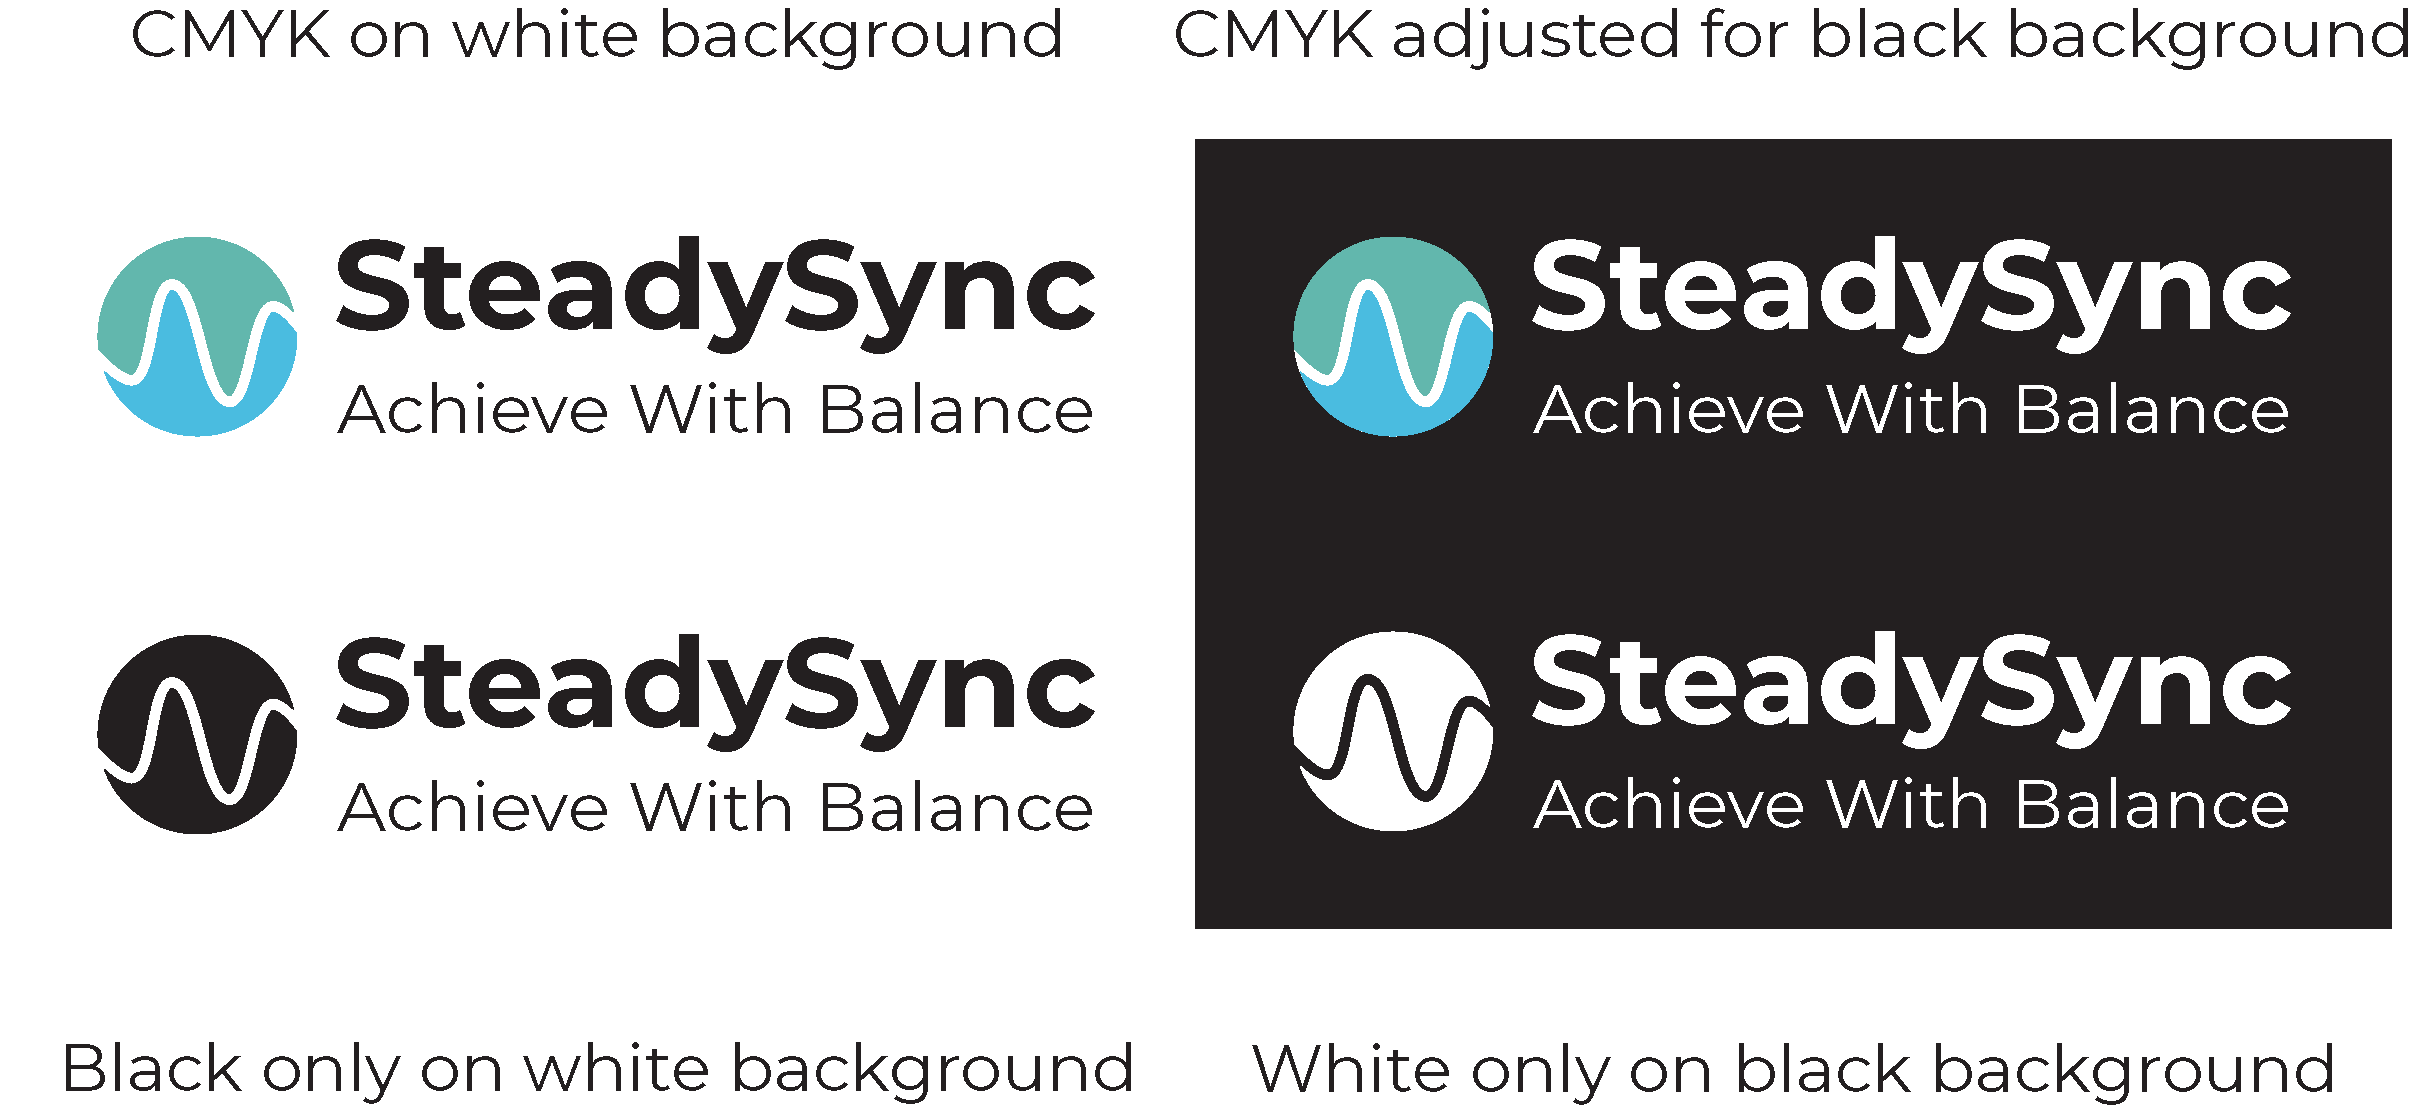 CMYK on white background
CMYK adjusted for black background
SteadySync
Achieve With Balance
SteadySync
Achieve With Balance
SteadySync
Achieve With Balance
SteadySync
Achieve With Balance
Black only on white background
White only on black background